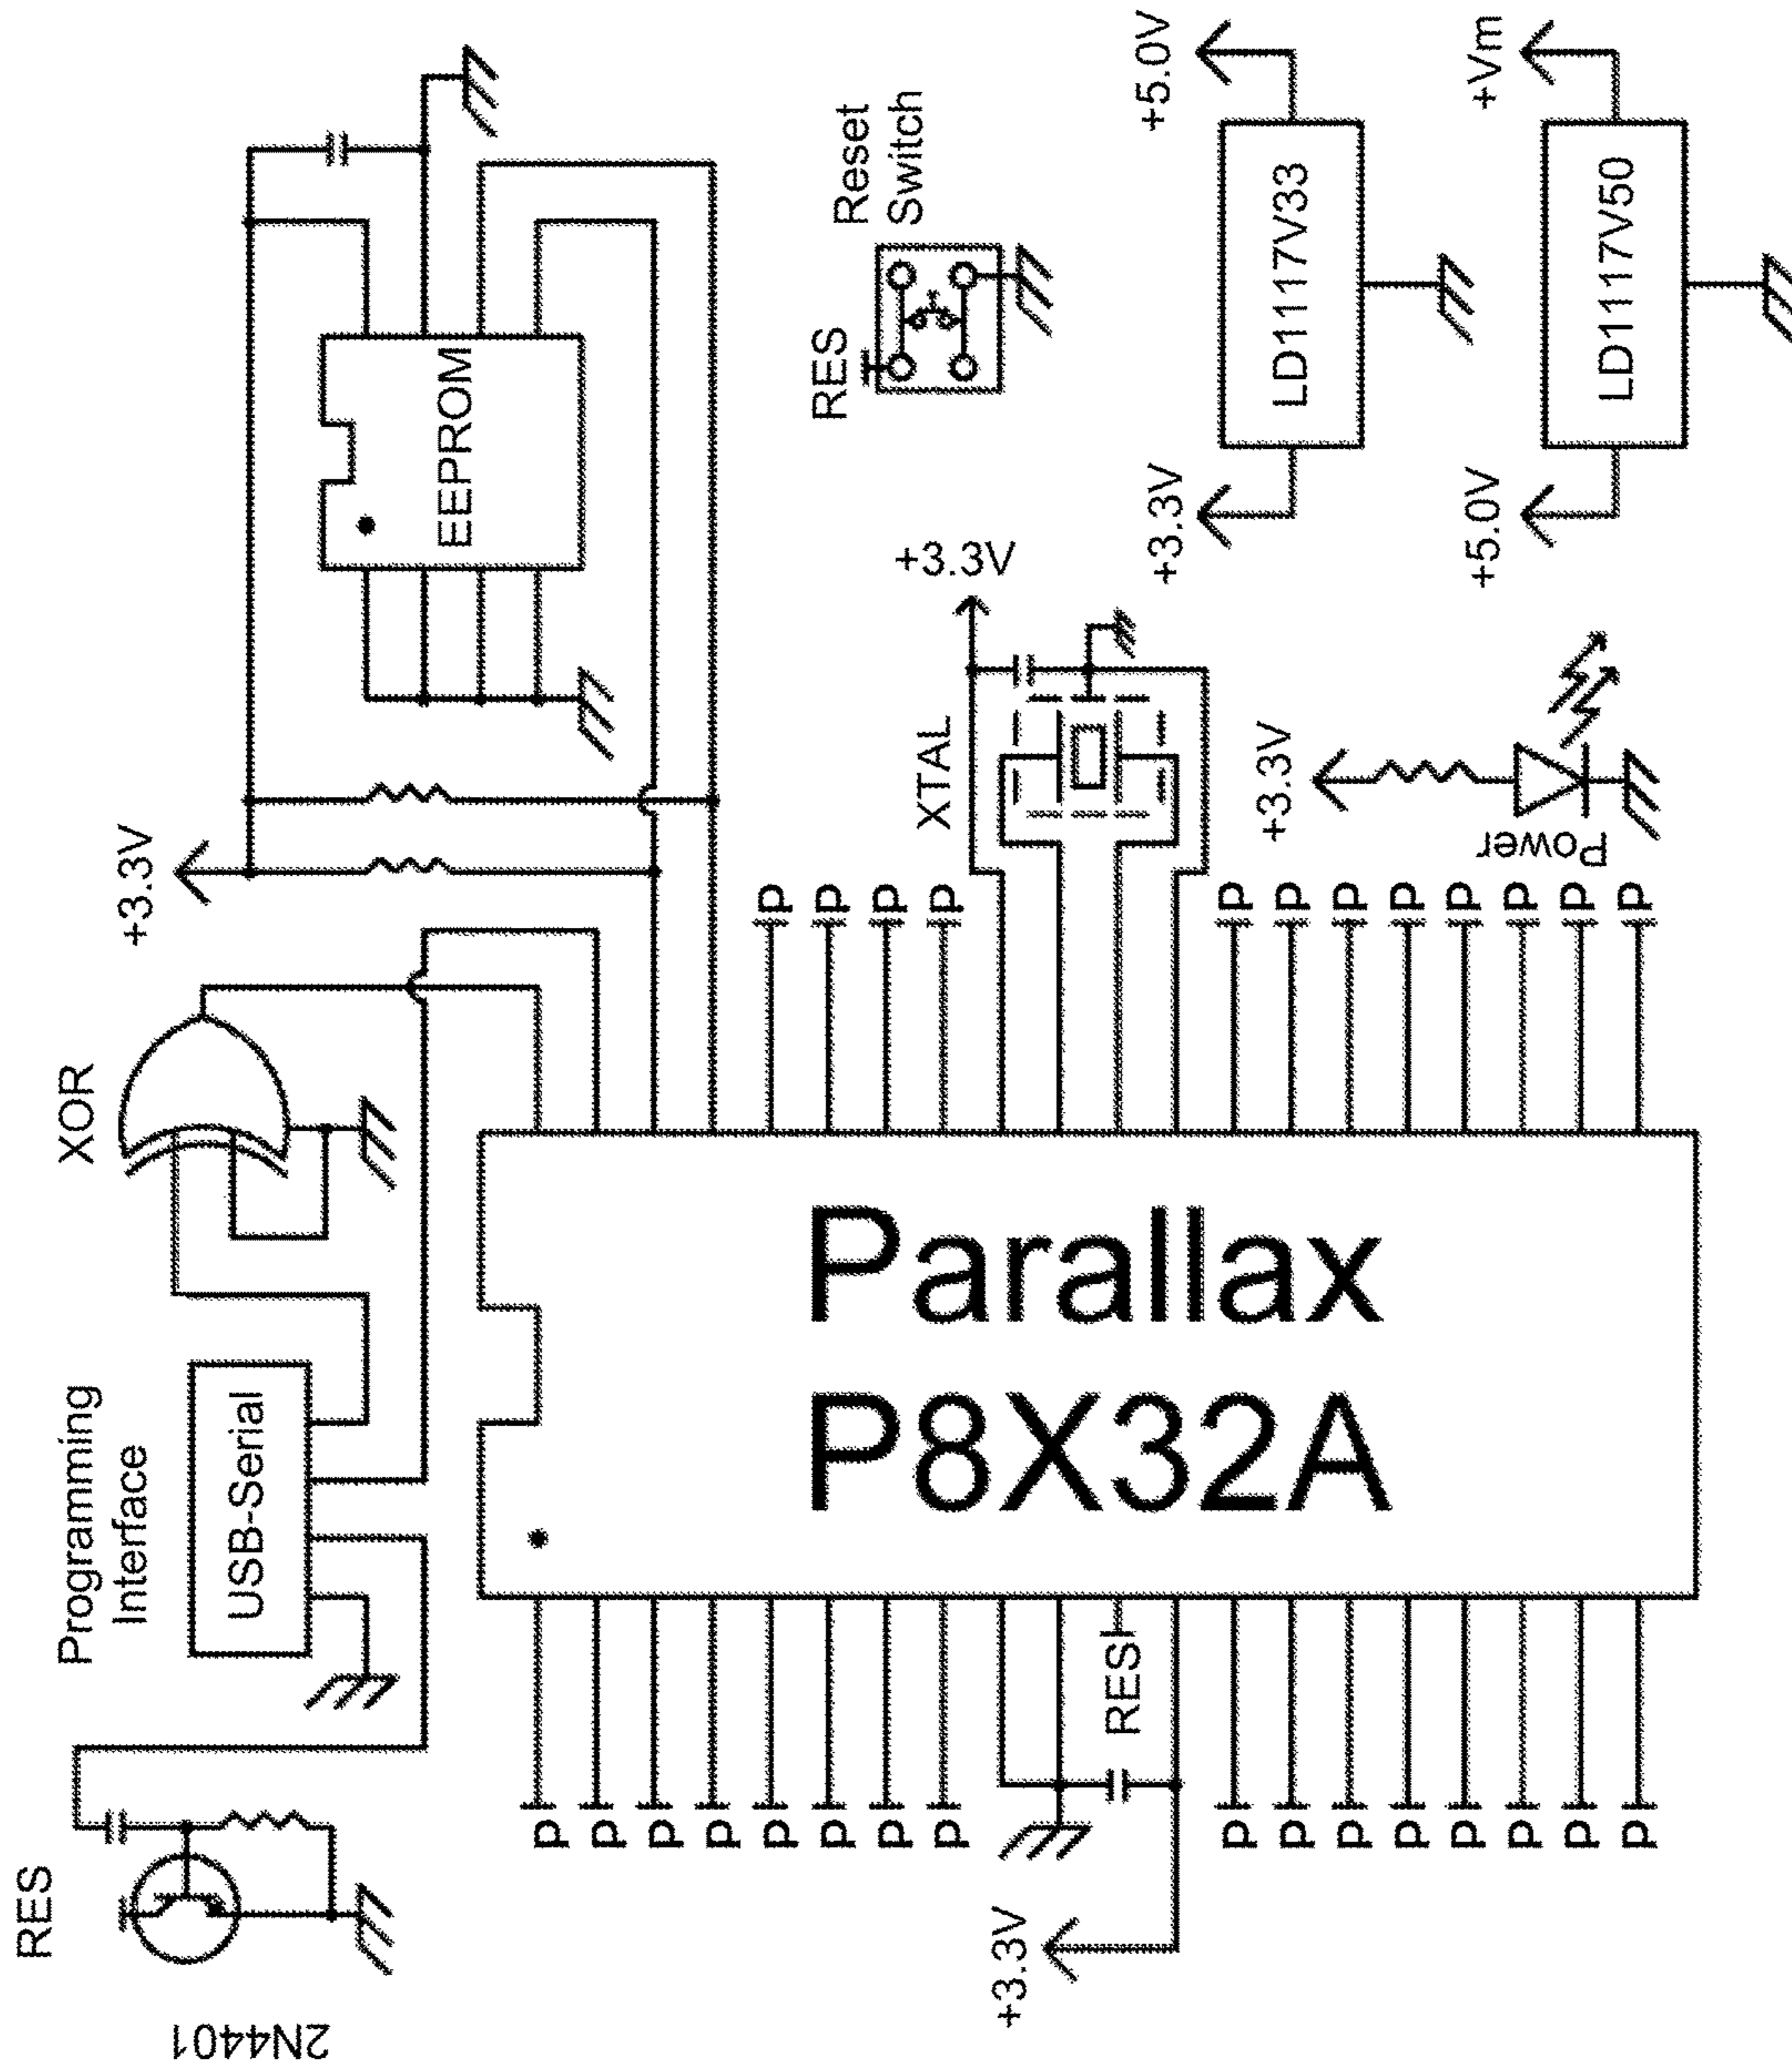 RES
2N4401
Programming
Interface
USB-Serial
XOR
+3.3V
EEPROM
Reset
Switch
RES
Parallax
P8X32A
P
P
P
P
P
P
P
P
RES
+3.3V
P
P
P
P
P
P
P
P
P
P
P
P
XTAL
+3.3V
P
P
P
P
P
P
P
P
+3.3V
Power
+3.3V
LD1117V33
+5.0V
+5.0V
LD1117V50
+Vm